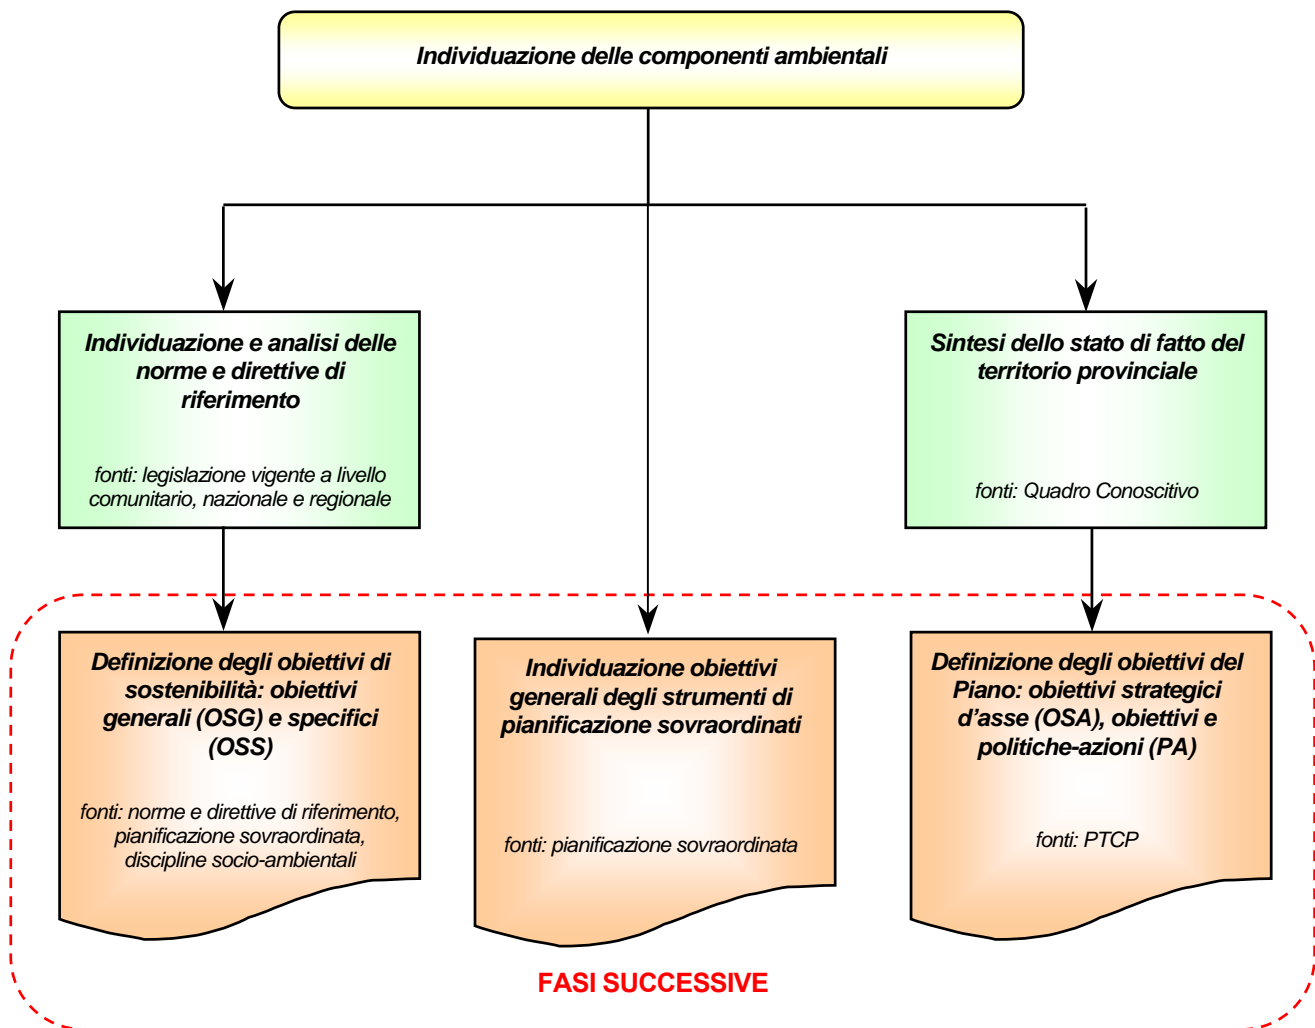 Individuazione delle componenti ambientali
Individuazione e analisi delle
norme e direttive di
riferimento
fonti: legislazione vigente a livello
comunitario, nazionale e regionale
Sintesi dello stato di fatto del
territorio provinciale
fonti: Quadro Conoscitivo
Definizione degli obiettivi di
sostenibilità: obiettivi
generali (OSG) e specifici
(OSS)
fonti: norme e direttive di riferimento,
pianificazione sovraordinata,
discipline socio-ambientali
Individuazione obiettivi
generali degli strumenti di
pianificazione sovraordinati
fonti: pianificazione sovraordinata
Definizione degli obiettivi del
Piano: obiettivi strategici
d’asse (OSA), obiettivi e
politiche-azioni (PA)
fonti: PTCP
FASI SUCCESSIVE